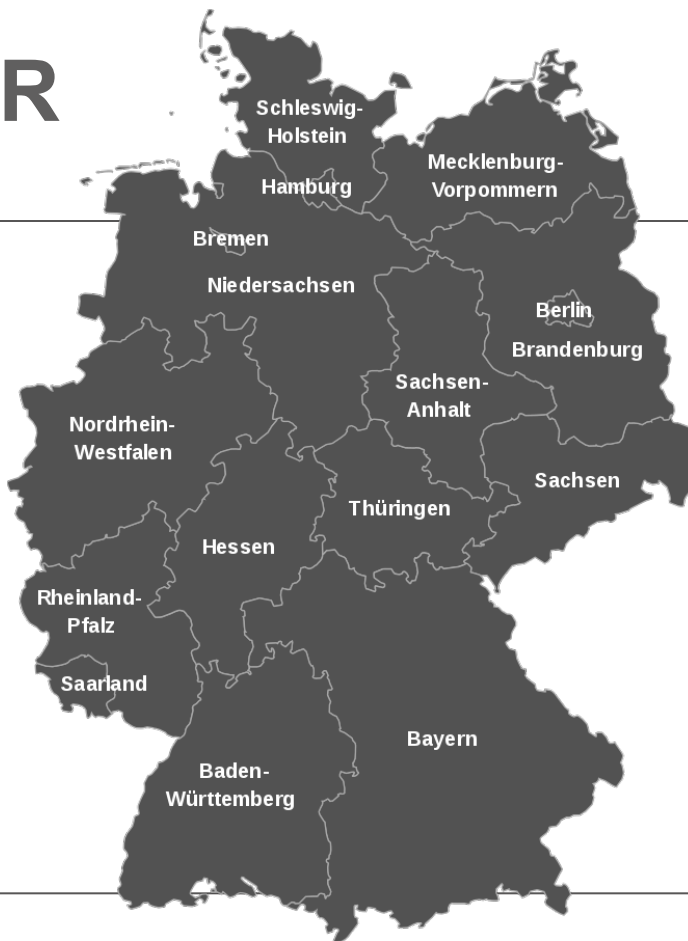 R
Schleswig-
Holstein
Mecklenburg-
Vorpommern
Hamburg
Bremen
Niedersachsen
Berlin
Brandenburg
Sachsen-
Anhalt
Nordrhein-
Westfalen
Sachsen
Thüringen
Hessen
Rheinland-
Pfalz
Saarland
Bayern
Baden-
Württemberg